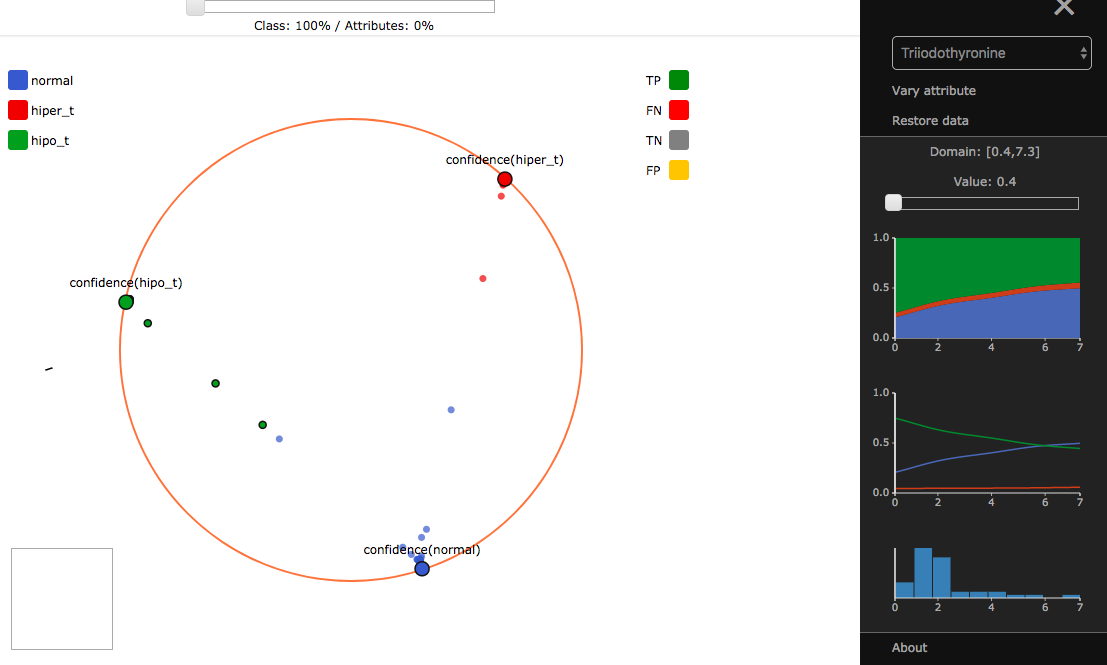 Class: 100% / Attributes: 0%
normal
hiper_t
hipo_t
TP
FN
TN
FP
confidence(hiper_t)
confidence(hipo_t)
confidence(normal)
Triiodothyronine
Vary attribute
Restore data
Domain: [0.4,7.3]
Value: 0.4
1.0
0.5
0.0
0 2 4 6 7
1.0
0.5
0.0
0 2 4 6 7
0 2 4 6 7
About